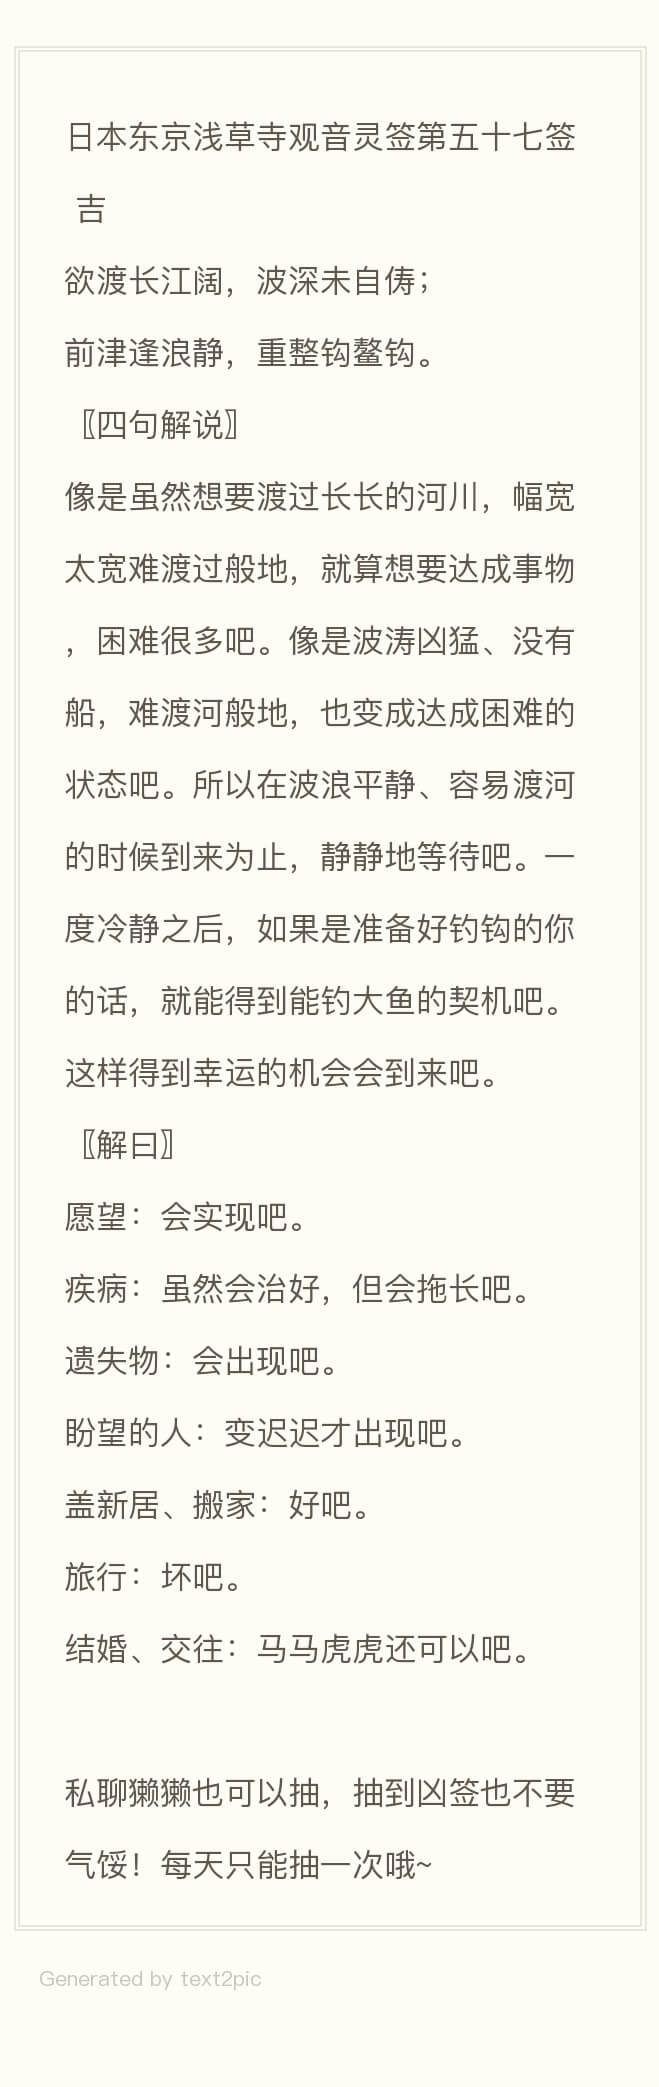 日本东京浅草寺观音灵签第五十七签
吉
欲渡长江阔，波深未自俦；
前津逢浪静，重整钩鳌钩。
〖四句解说〗
像是虽然想要渡过长长的河川，幅宽
太宽难渡过般地，就算想要达成事物
，困难很多吧。像是波涛凶猛、没有
船，难渡河般地，也变成达成困难的
状态吧。所以在波浪平静、容易渡河
的时候到来为止，静静地等待吧。一
度冷静之后，如果是准备好钓钩的你
的话，就能得到能钓大鱼的契机吧。
这样得到幸运的机会会到来吧。
〖解曰〗
愿望：会实现吧。
疾病：虽然会治好，但会拖长吧。
遗失物：会出现吧。
盼望的人：变迟迟才出现吧。
盖新居、搬家：好吧。
旅行：坏吧。
结婚、交往：马马虎虎还可以吧。
私聊獭獭也可以抽，抽到凶签也不要
气馁！每天只能抽一次哦~
Generated by text2pic